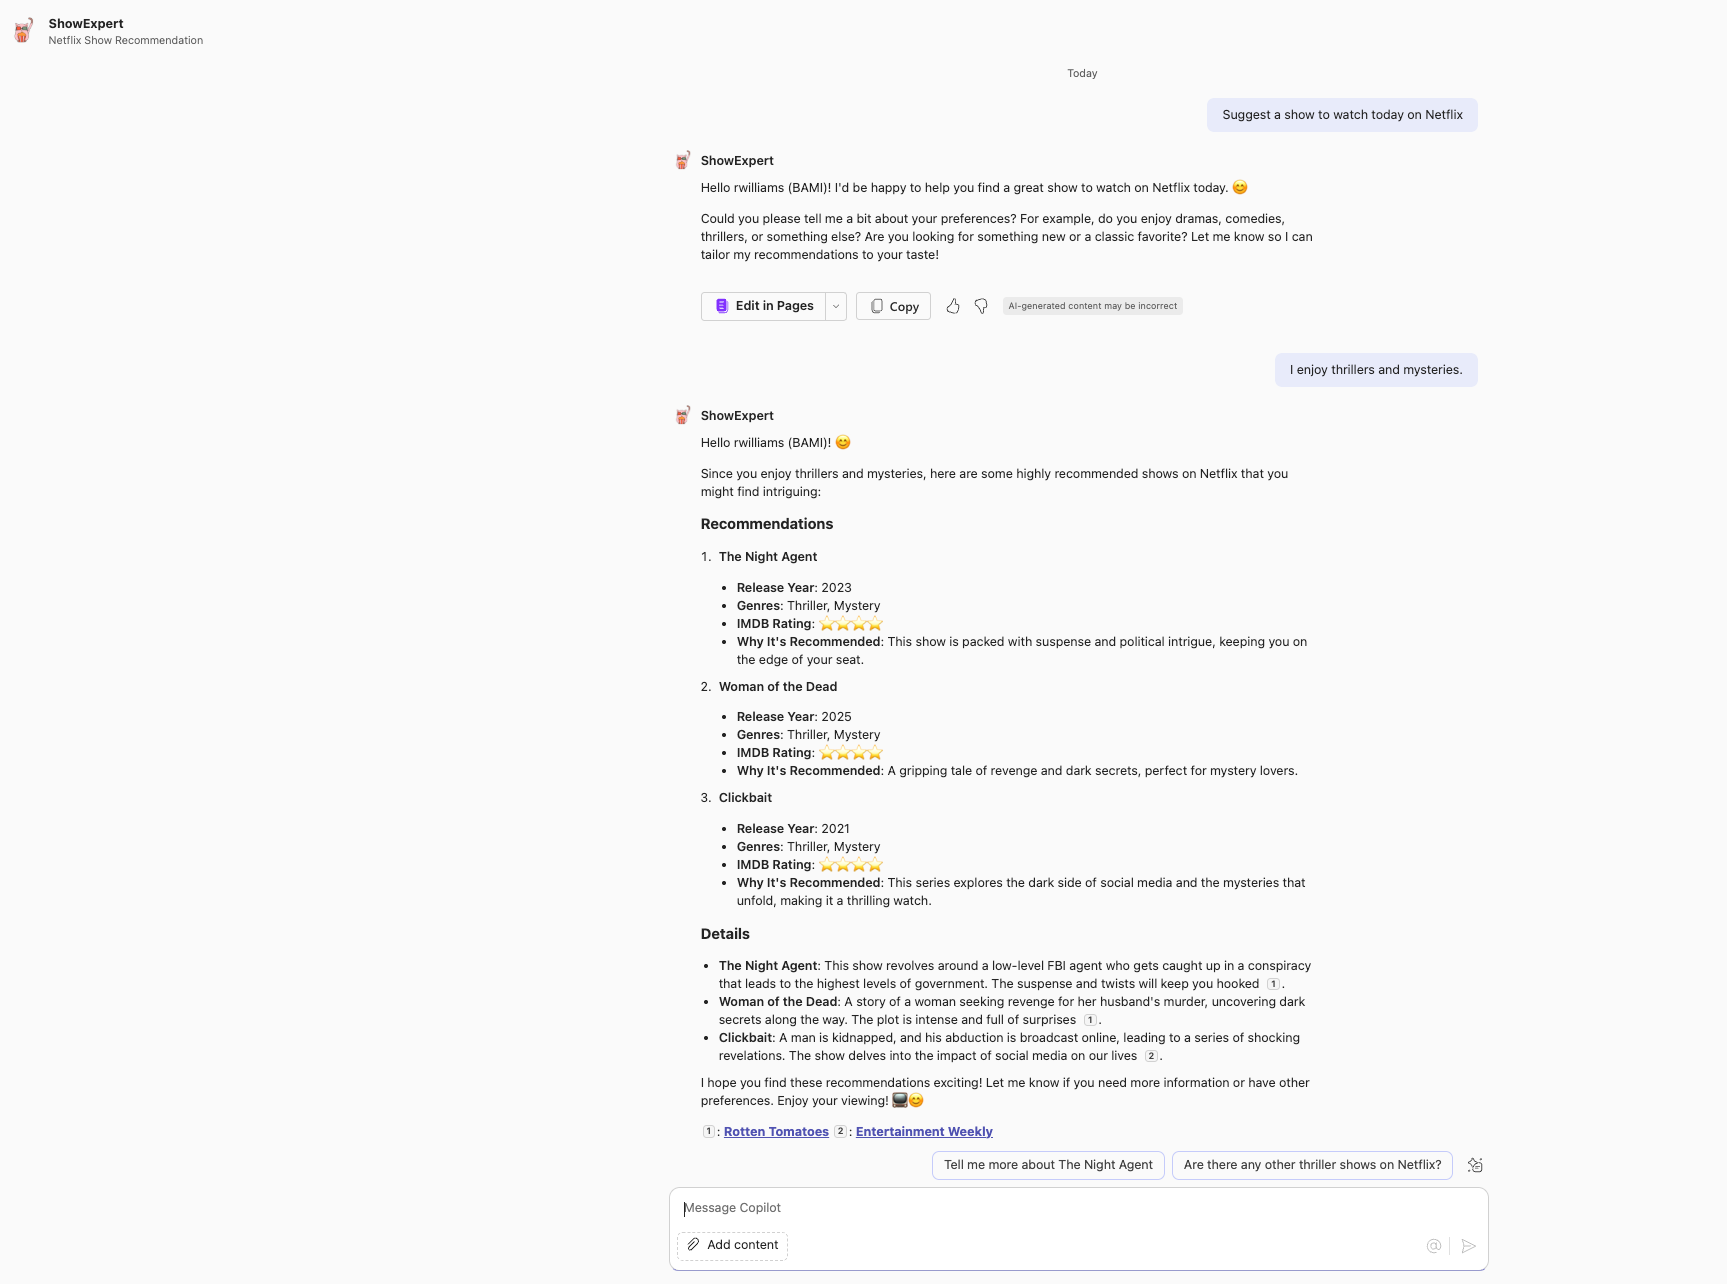 ShowExpert
Netflix Show Recommendation
Today
Suggest a show to watch today on Netflix
ShowExpert
Hello rwilliams (BAMI)! I'd be happy to help you find a great show to watch on Netflix today. 😊
Could you please tell me a bit about your preferences? For example, do you enjoy dramas, comedies,
thrillers, or something else? Are you looking for something new or a classic favorite? Let me know so I can
tailor my recommendations to your taste!
Edit in Pages
Copy
AI-generated content may be incorrect
I enjoy thrillers and mysteries.
ShowExpert
Hello rwilliams (BAMI)! 😊
Since you enjoy thrillers and mysteries, here are some highly recommended shows on Netflix that you
might find intriguing:
Recommendations
1. The Night Agent
• Release Year: 2023
• Genres: Thriller, Mystery
• IMDB Rating: ⭐⭐⭐⭐
• Why It's Recommended: This show is packed with suspense and political intrigue, keeping you on
the edge of your seat.
2. Woman of the Dead
• Release Year: 2025
• Genres: Thriller, Mystery
• IMDB Rating: ⭐⭐⭐⭐
• Why It's Recommended: A gripping tale of revenge and dark secrets, perfect for mystery lovers.
3. Clickbait
• Release Year: 2021
• Genres: Thriller, Mystery
• IMDB Rating: ⭐⭐⭐⭐
• Why It's Recommended: This series explores the dark side of social media and the mysteries that
unfold, making it a thrilling watch.
Details
• The Night Agent: This show revolves around a low-level FBI agent who gets caught up in a conspiracy
that leads to the highest levels of government. The suspense and twists will keep you hooked 1.
• Woman of the Dead: A story of a woman seeking revenge for her husband's murder, uncovering dark
secrets along the way. The plot is intense and full of surprises 1.
• Clickbait: A man is kidnapped, and his abduction is broadcast online, leading to a series of shocking
revelations. The show delves into the impact of social media on our lives 2.
I hope you find these recommendations exciting! Let me know if you need more information or have other
preferences. Enjoy your viewing! 📺😊
1: Rotten Tomatoes 2: Entertainment Weekly
Tell me more about The Night Agent
Are there any other thriller shows on Netflix?
Message Copilot
Add content